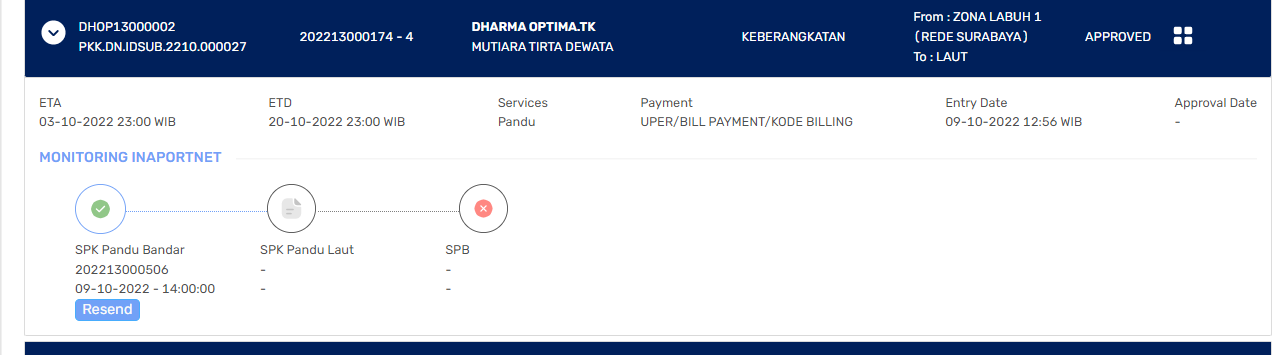 DHOP13000002
PKK.DN.IDSUB.2210.000027
202213000174 - 4
DHARMA OPTIMA.TK
MUTIARA TIRTA DEWATA
KEBERANGKATAN
From : ZONA LABUH 1
(REDE SURABAYA)
To : LAUT
APPROVED
ETA
03-10-2022 23:00 WIB
ETD
20-10-2022 23:00 WIB
Services
Pandu
Payment
UPER/BILL PAYMENT/KODE BILLING
Entry Date
09-10-2022 12:56 WIB
Approval Date
-
MONITORING INAPORTNET
SPK Pandu Bandar
202213000506
09-10-2022 - 14:00:00
Resend
SPK Pandu Laut
-
-
SPB
-
-